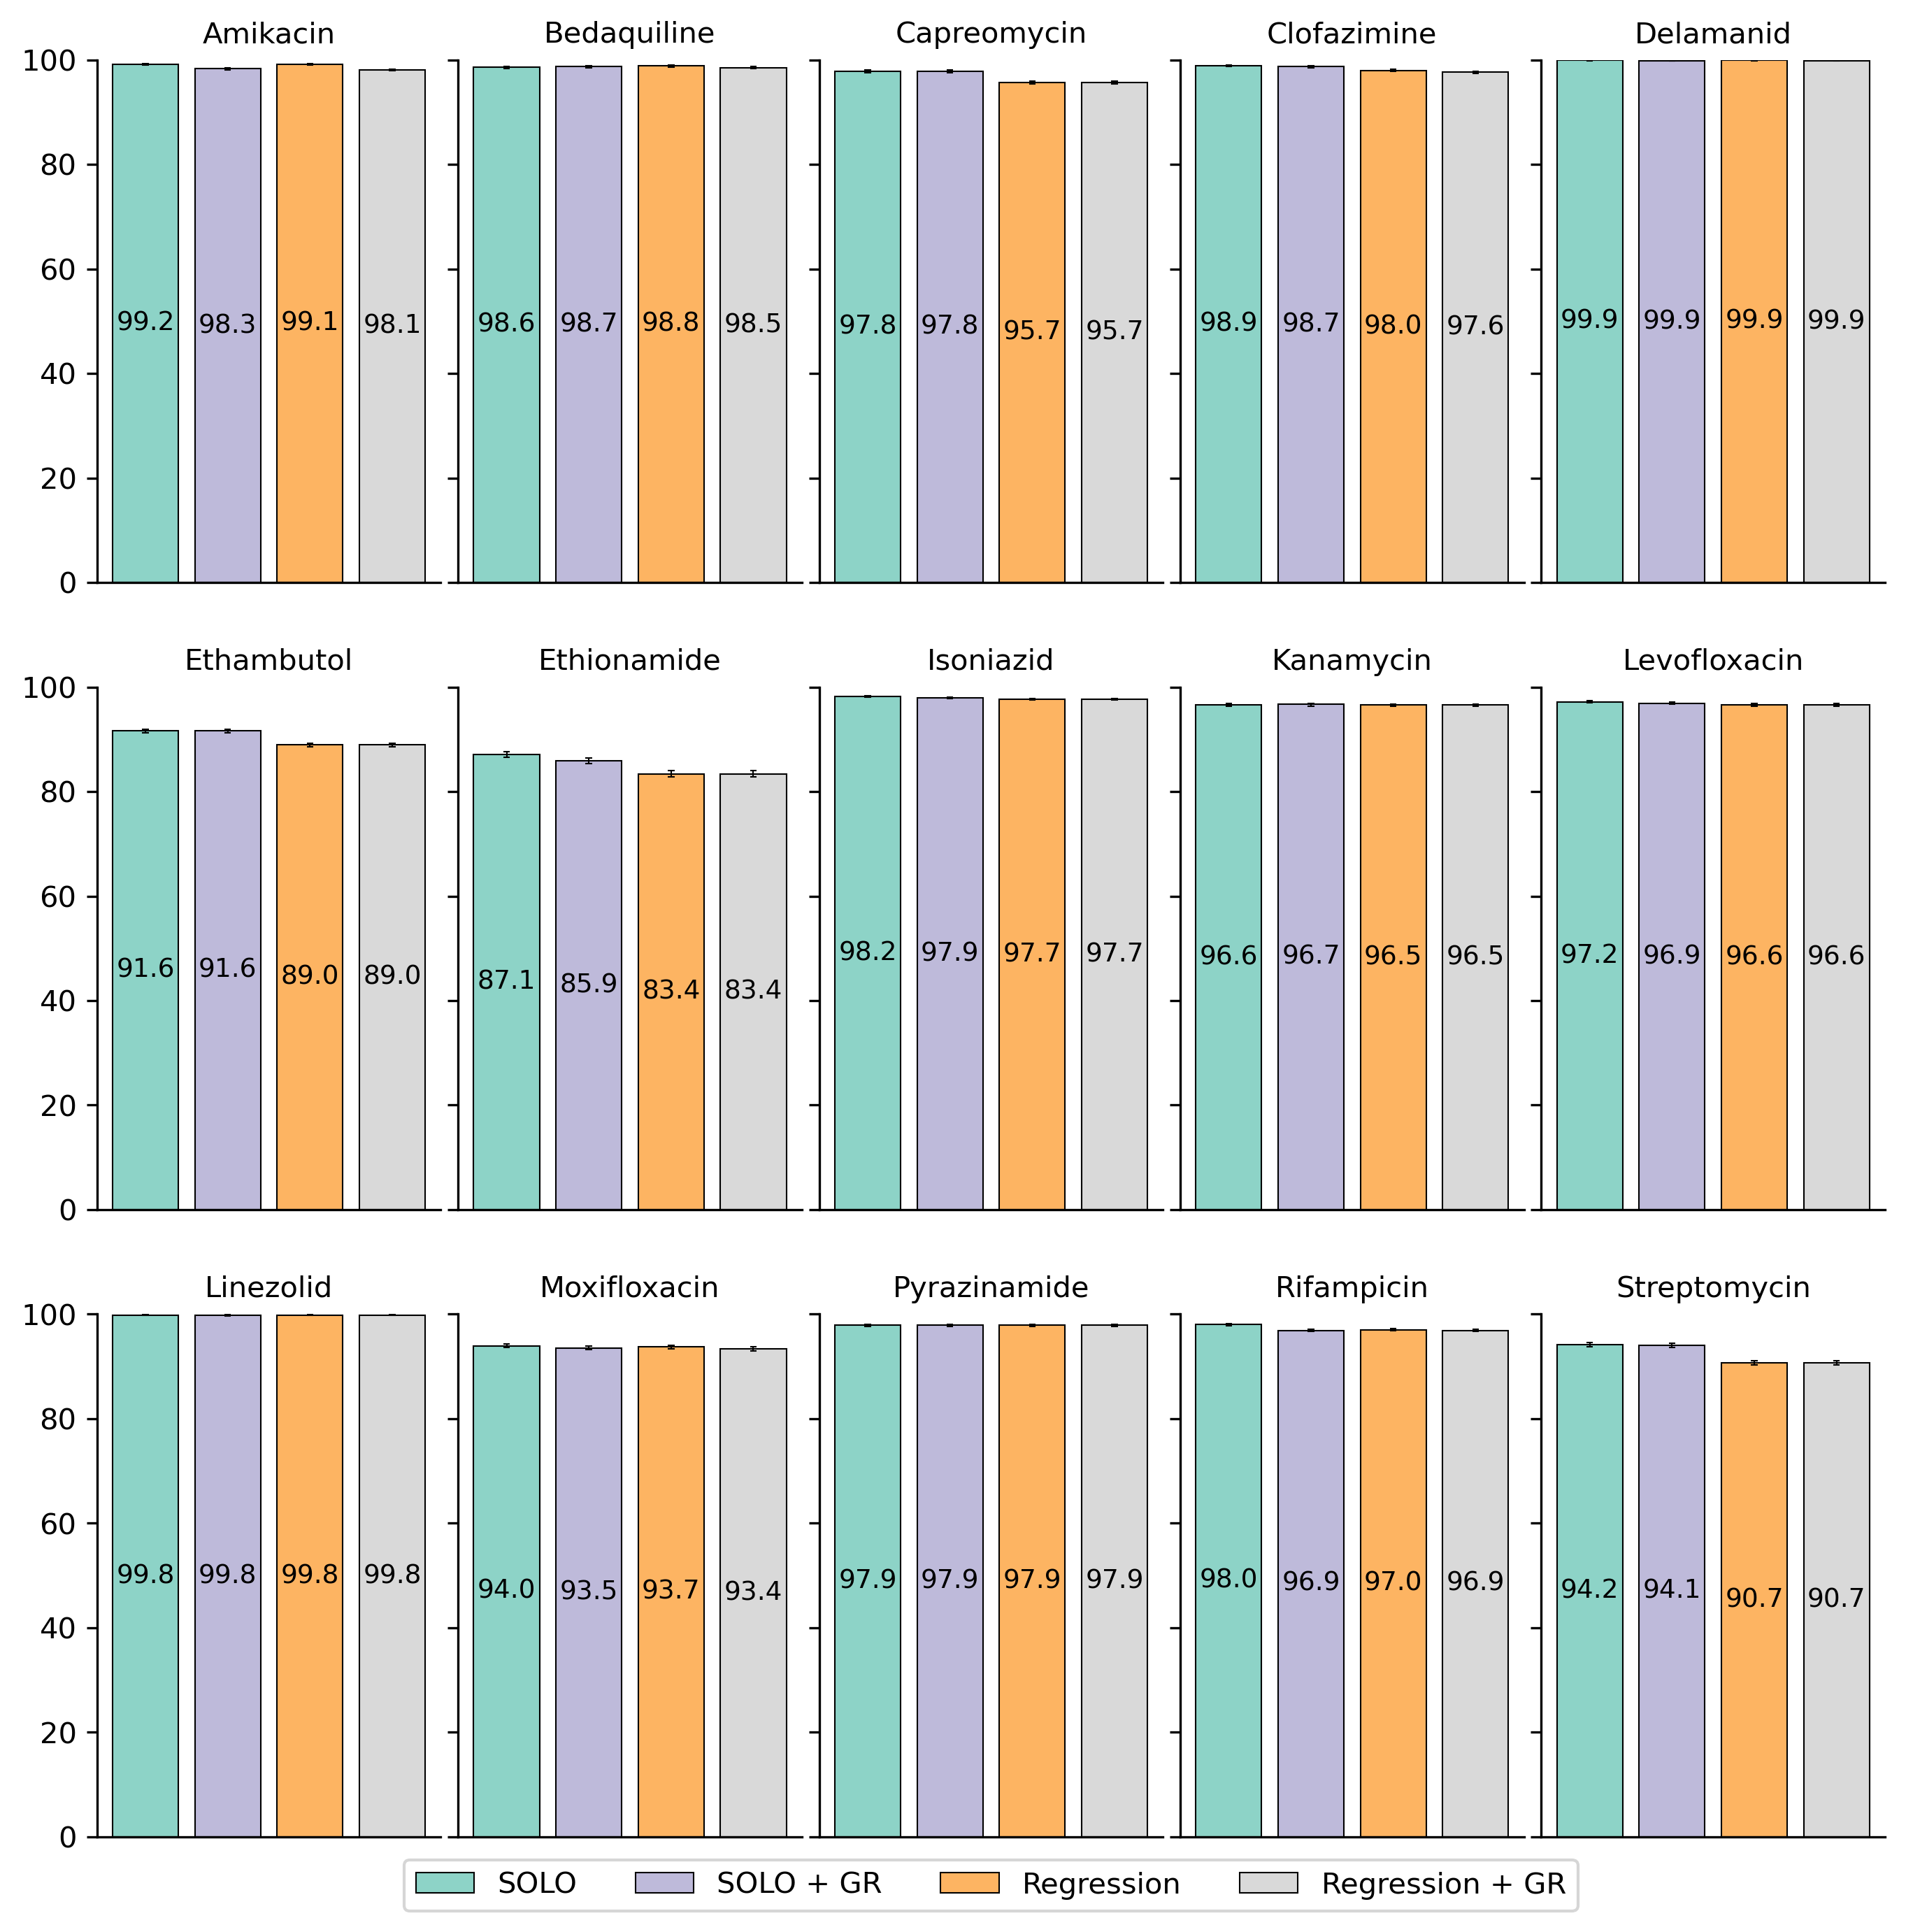 Amikacin Bedaquiline Capreomycin Clofazimine Delamanid
100
80
60
99.2 98.3 99.1 98.1 98.6 98.7 98.8 98.5 97.8 97.8 95.7 95.7 98.9 98.7 98.0 97.6 99.9 99.9 99.9 99.9
40
20
0
Ethambutol Ethionamide Isoniazid Kanamycin Levofloxacin
100
80
60
91.6 91.6 89.0 89.0 87.1 85.9 83.4 83.4 98.2 97.9 97.7 97.7 96.6 96.7 96.5 96.5 97.2 96.9 96.6 96.6
40
20
0
Linezolid Moxifloxacin Pyrazinamide Rifampicin Streptomycin
100
80
60
99.8 99.8 99.8 99.8 94.0 93.5 93.7 93.4 97.9 97.9 97.9 97.9 98.0 96.9 97.0 96.9 94.2 94.1 90.7 90.7
40
20
0
SOLO SOLO + GR Regression Regression + GR